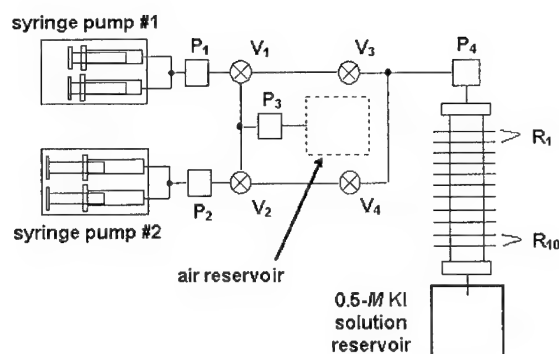 syringe pump #1
P1
V1
V3
P4
P3
R1
syringe pump #2
P2
V2
V4
R10
air reservoir
0.5-M KI
solution
reservoir